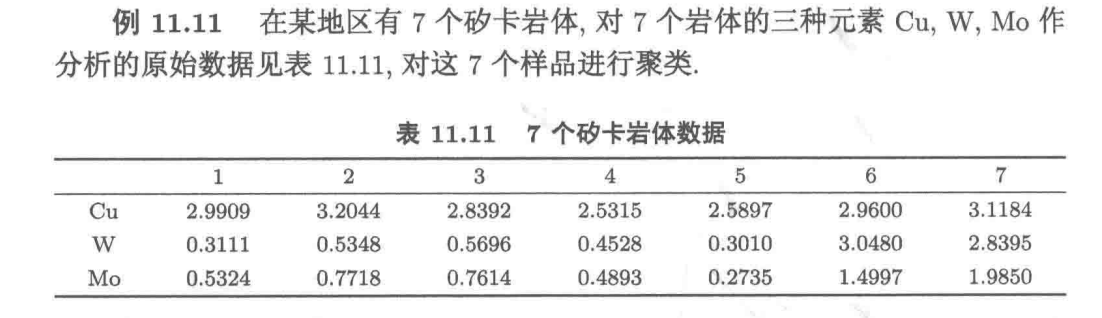 例 11.11 在某地区有 7 个矽卡岩体, 对 7 个岩体的三种元素 Cu, W, Mo 作
分析的原始数据见表 11.11, 对这 7 个样品进行聚类.
表 11.11 7 个矽卡岩体数据
1 2 3 4 5 6 7
Cu 2.9909 3.2044 2.8392 2.5315 2.5897 2.9600 3.1184
W 0.3111 0.5348 0.5696 0.4528 0.3010 3.0480 2.8395
Mo 0.5324 0.7718 0.7614 0.4893 0.2735 1.4997 1.9850